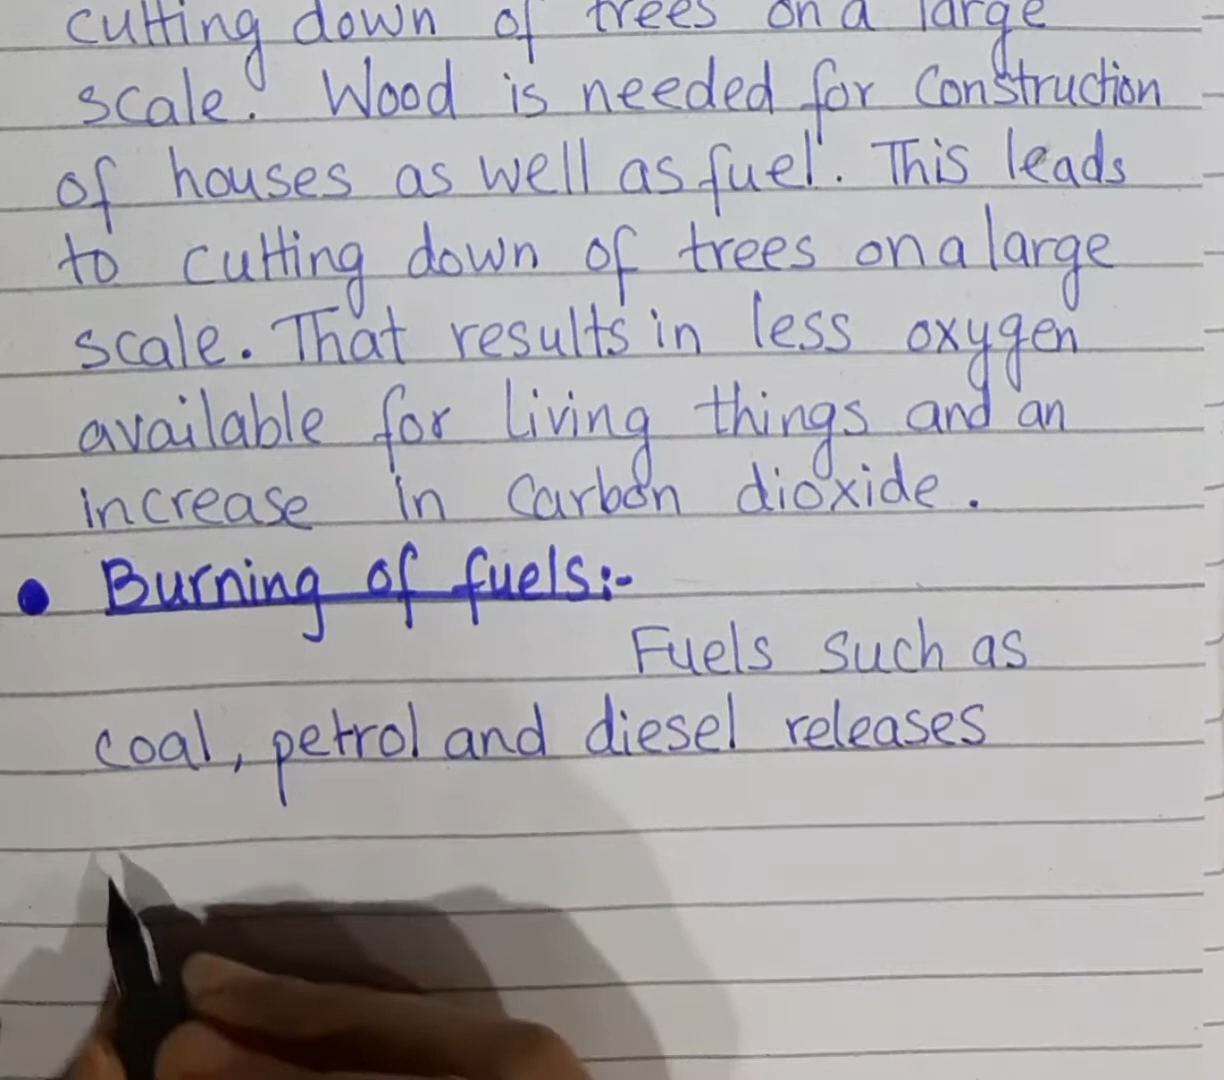 cutting down of trees on a large
scale. Wood is needed for construction
of houses as well as fuel. This leads
to cutting down of trees on a large
scale. That results in less oxygen
available for living things and an
increase in carbon dioxide.
• Burning of fuels:-
Fuels such as
coal, petrol and diesel releases